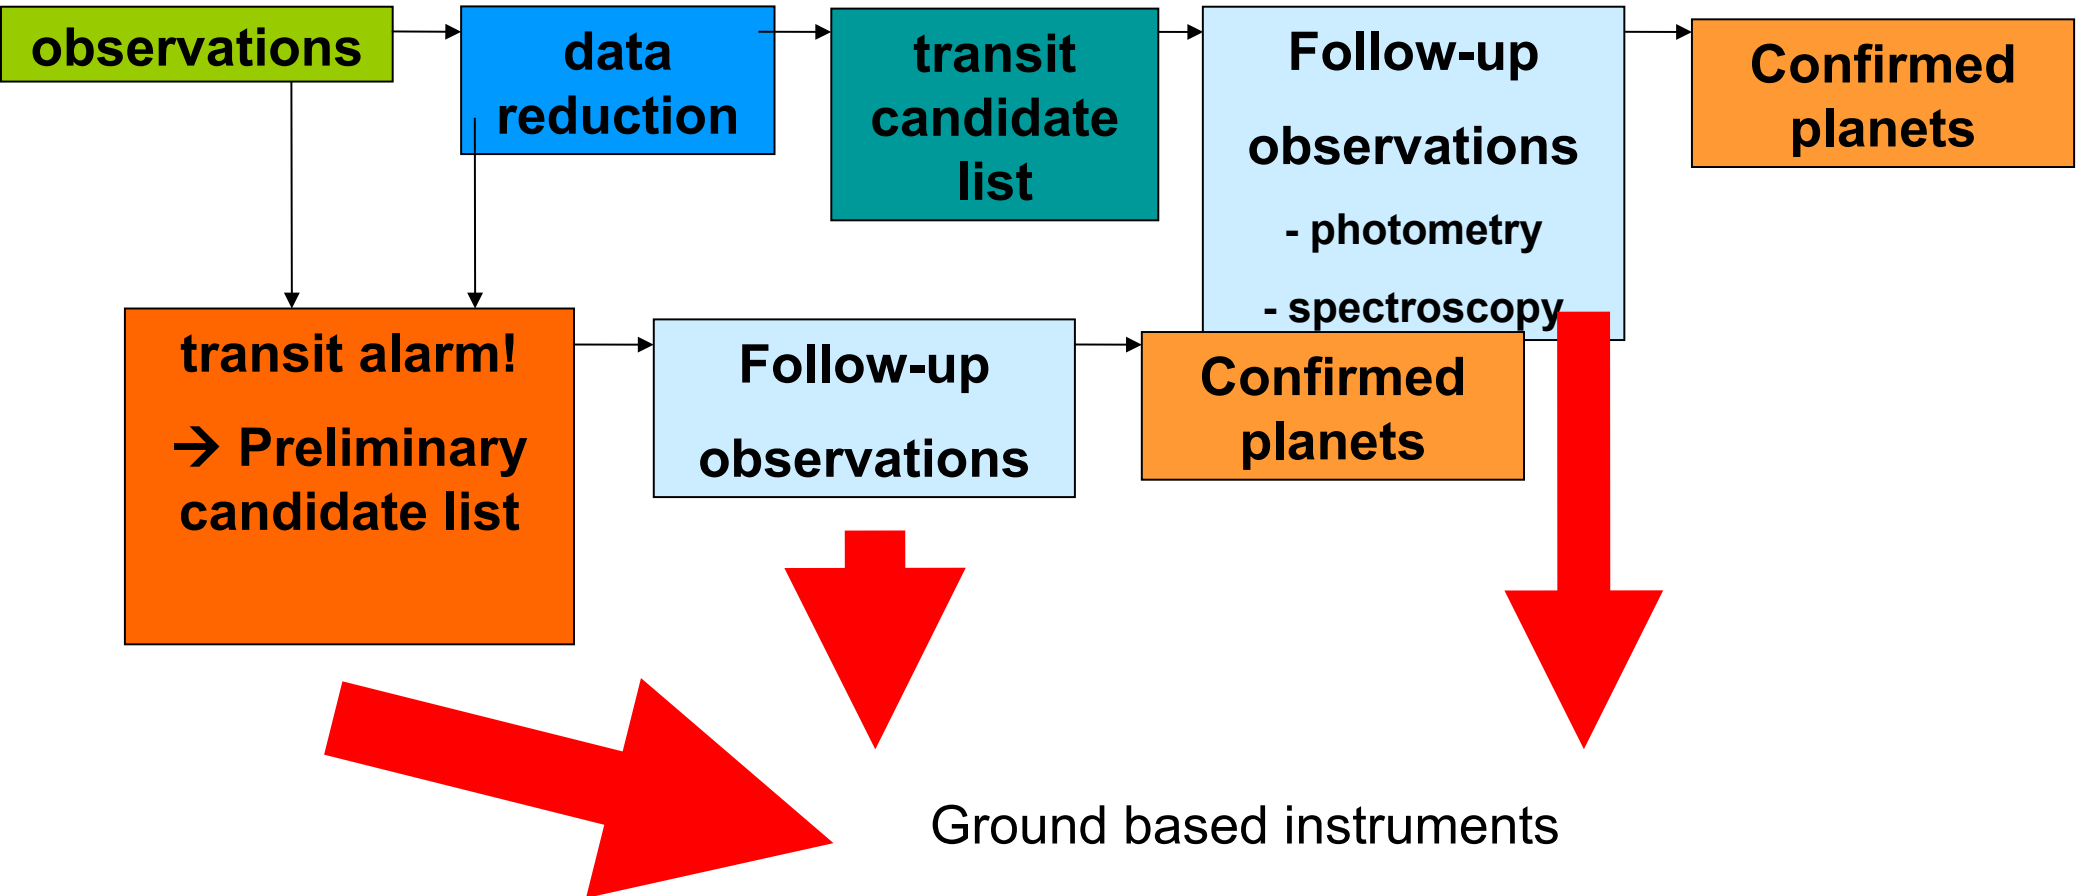 observations
data
reduction
transit
candidate
list
Follow-up
observations
- photometry
- spectroscopy
Confirmed
planets
transit alarm!
→ Preliminary
candidate list
Follow-up
observations
Confirmed
planets
Ground based instruments